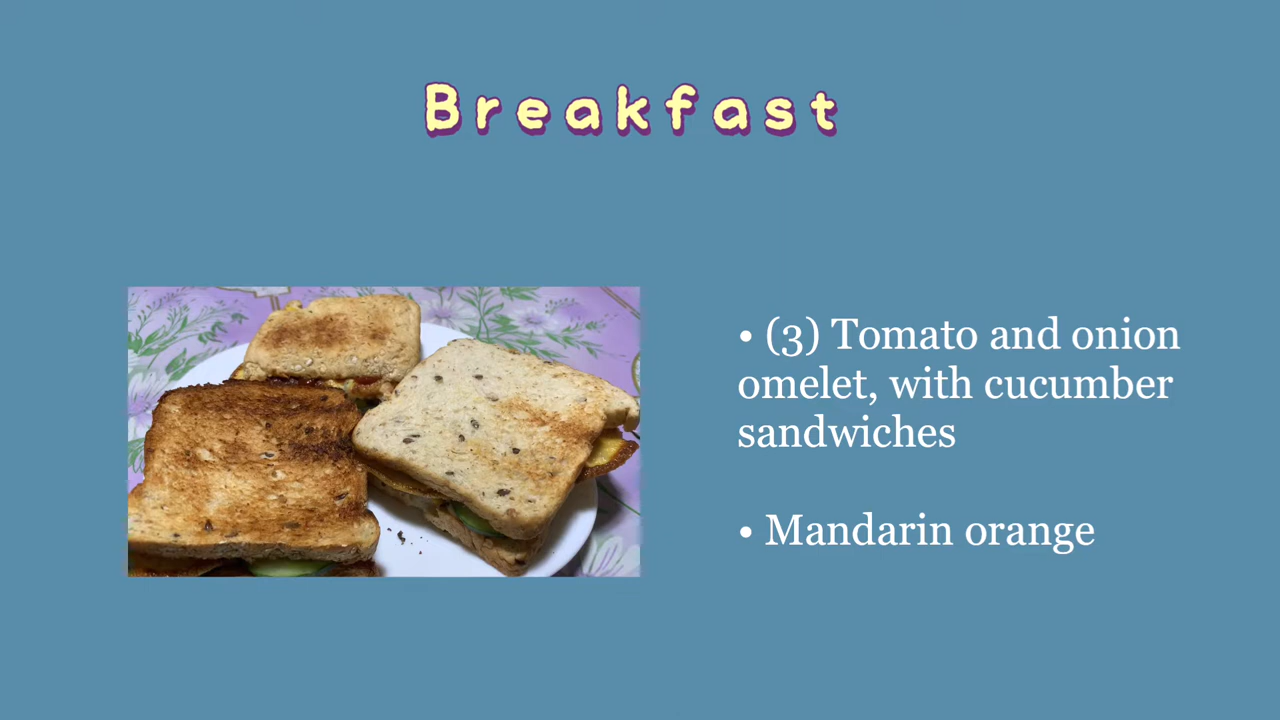 Breakfast
• (3) Tomato and onion
omelet, with cucumber
sandwiches
• Mandarin orange